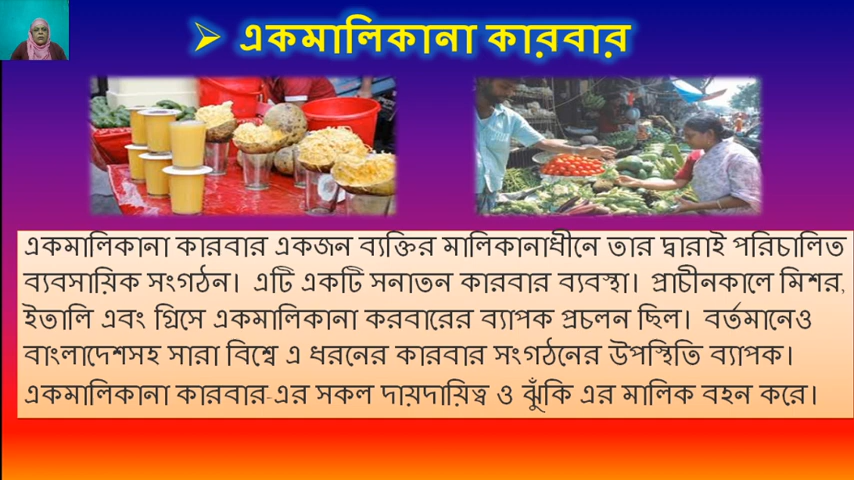 একমালিকানা কারবার
একমালিকানা কারবার একজন ব্যক্তির মালিকানাধীনে তার দ্বারাই পরিচালিত
ব্যবসায়িক সংগঠন। এটি একটি সনাতন কারবার ব্যবস্থা। প্রাচীনকালে মিশর,
ইতালি এবং গ্রিসে একমালিকানা করবারের ব্যাপক প্রচলন ছিল। বর্তমানেও
বাংলাদেশসহ সারা বিশ্বে এ ধরনের কারবার সংগঠনের উপস্থিতি ব্যাপক।
একমালিকানা কারবার-এর সকল দায়দায়িত্ব ও ঝুঁকি এর মালিক বহন করে।